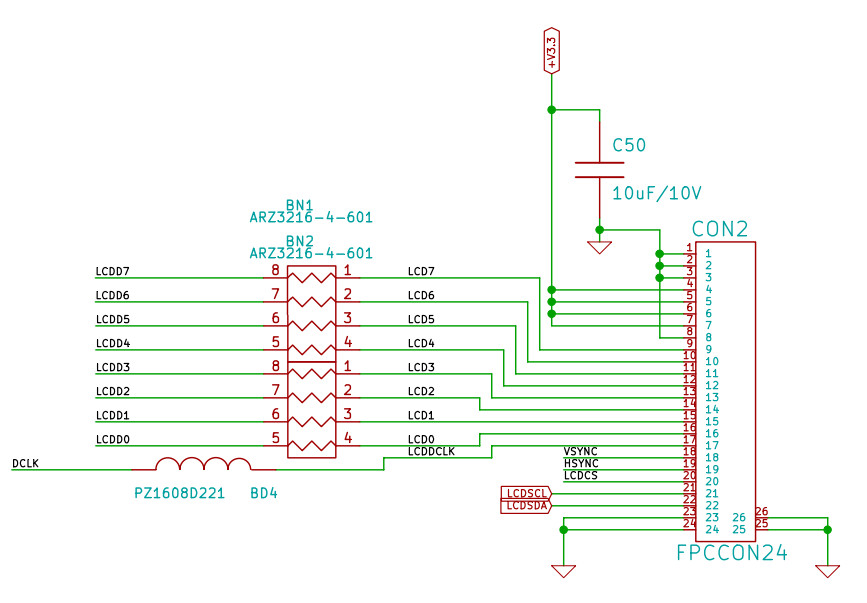 +V3.3
C50
10uF/10V
BN1
ARZ3216-4-601
BN2
ARZ3216-4-601
CON2
LCDD7 8 1 LCD7
LCDD6 7 2 LCD6
LCDD5 6 3 LCD5
LCDD4 5 4 LCD4
LCDD3 8 1 LCD3
LCDD2 7 2 LCD2
LCDD1 6 3 LCD1
LCDD0 5 4 LCD0
DCLK
LCDDCLK
PZ1608D221 BD4
VSYNC
HSYNC
LCDCS
LCDSCL
LCDSDA
1 1
2 2
3 3
4 4
5 5
6 6
7 7
8 8
9 9
10 10
11 11
12 12
13 13
14 14
15 15
16 16
17 17
18 18
19 19
20 20
21 21
22 22
23 23 26 26
24 24 25 25
FPCCON24